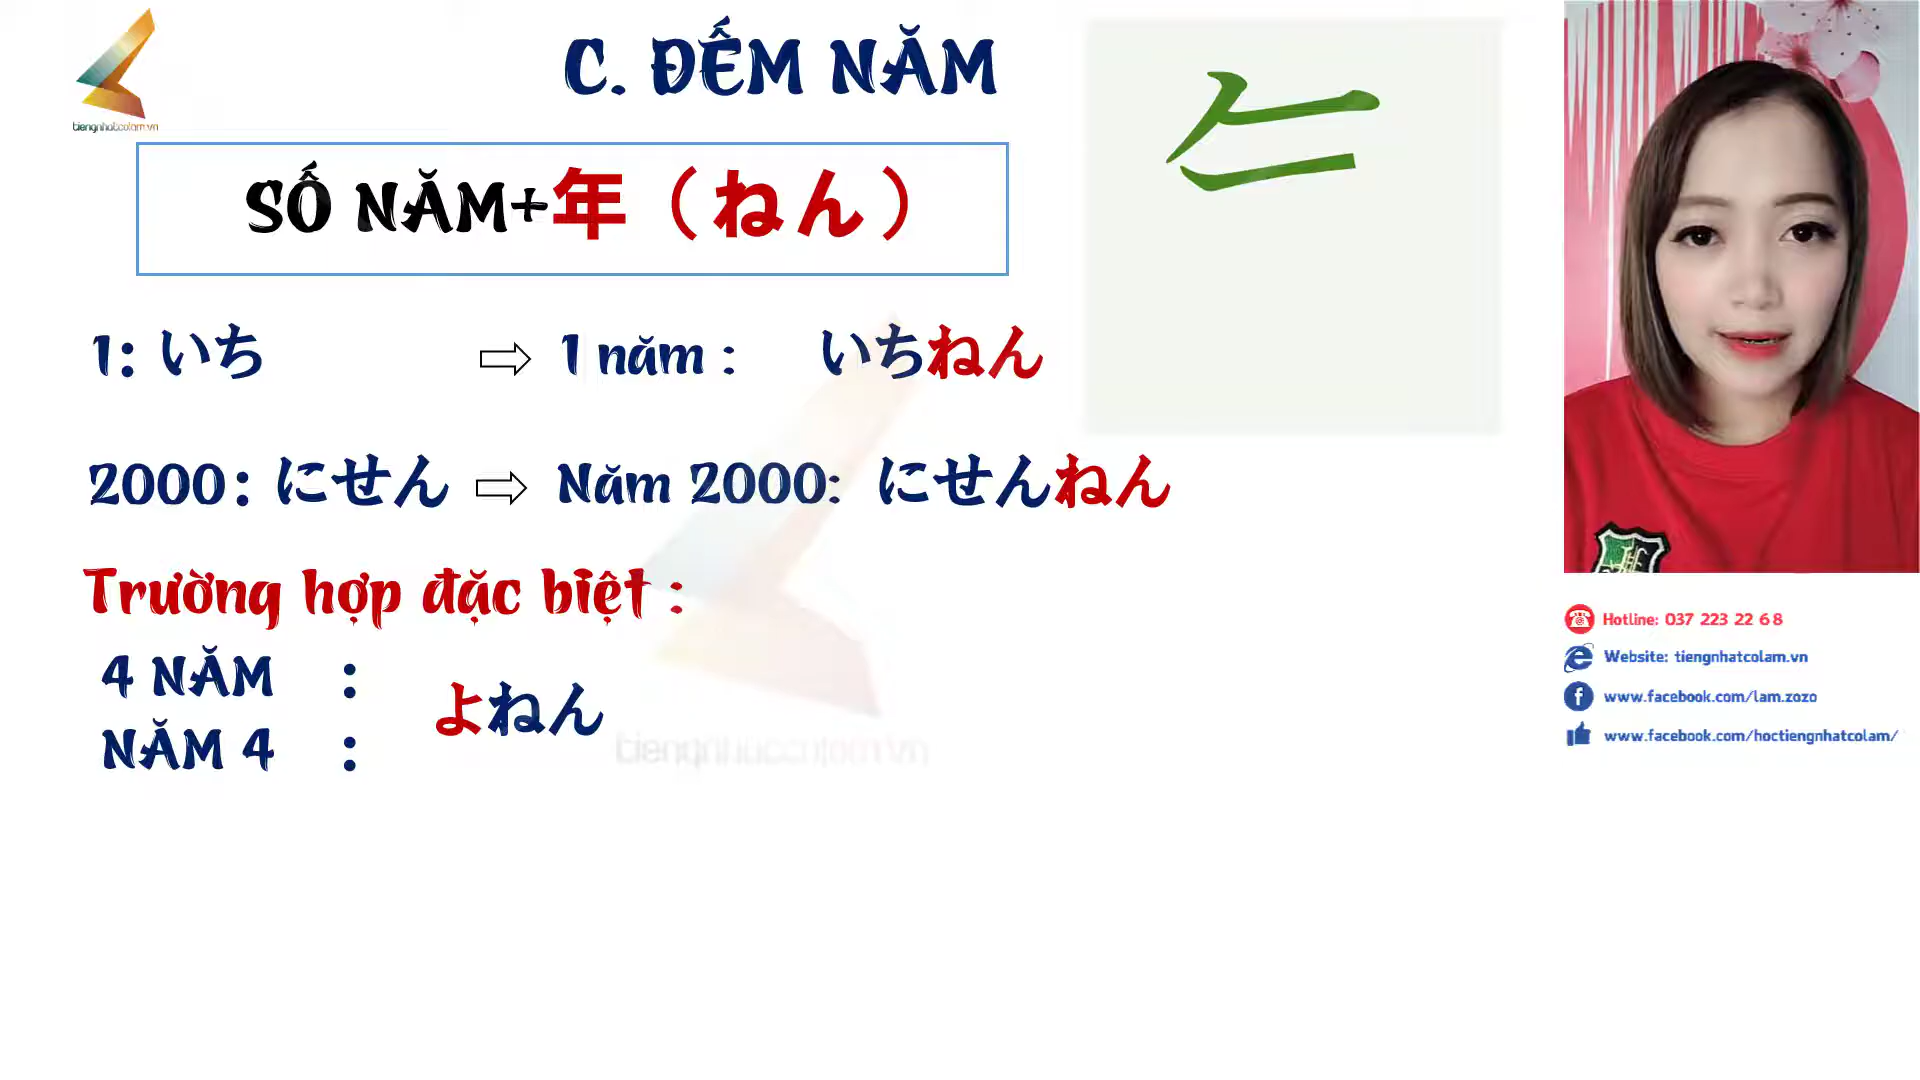 tiengnhatcolam.vn
C. ĐẾM NĂM
SỐ NĂM+年（ねん）
1: いち ⇨ 1 năm : いちねん
2000: にせん ⇨ Năm 2000: にせんねん
Trường hợp đặc biệt :
4 NĂM :
よねん
NĂM 4 :
tiengnhatcolam.vn
Hotline: 037 223 22 68
Website: tiengnhatcolam.vn
www.facebook.com/lam.zozo
www.facebook.com/hoctiengnhatcolam/